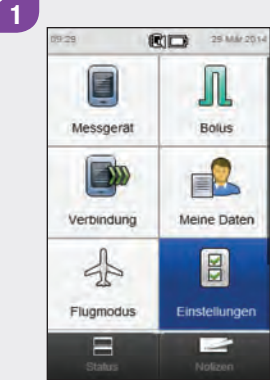 1
09:29 29 Mär 2014
Messgerät Bolus
Verbindung Meine Daten
Flugmodus Einstellungen
Status Notizen